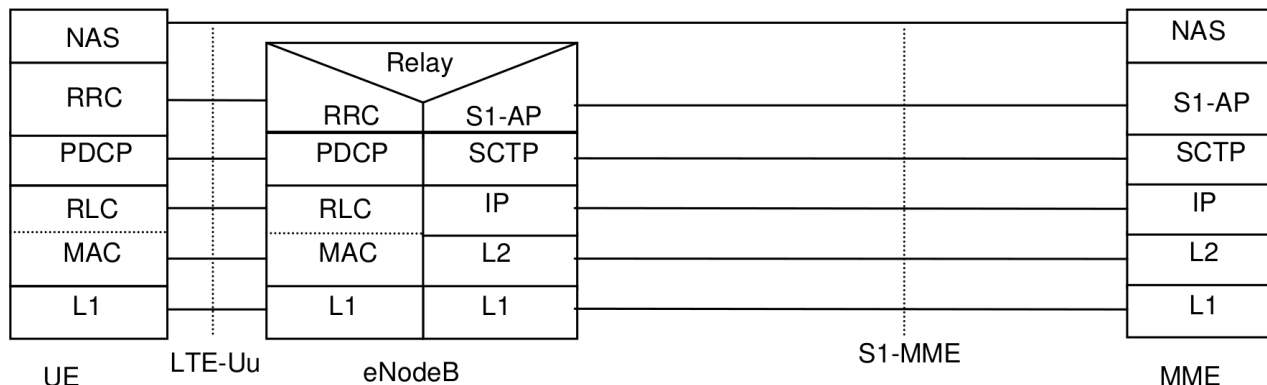 NAS
RRC
PDCP
RLC
MAC
L1
UE
LTE-Uu
Relay
RRC
S1-AP
PDCP
SCTP
RLC
IP
MAC
L2
L1
L1
eNodeB
S1-MME
NAS
S1-AP
SCTP
IP
L2
L1
MME